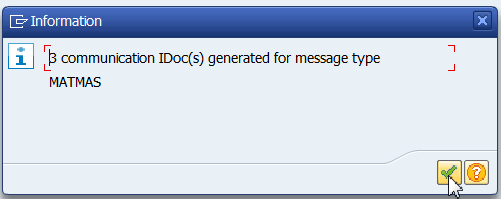 Information
3 communication IDoc(s) generated for message type
MATMAS